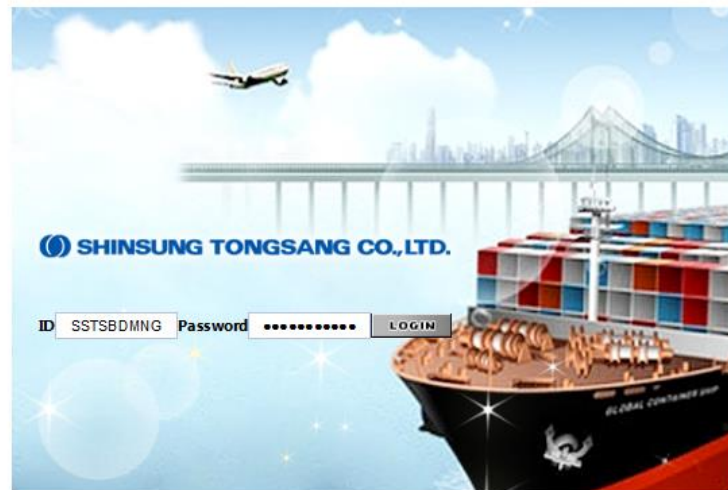 SHINSUNG TONGSANG CO.,LTD.
ID SSTSBDMNG Password ●●●●●●●●●●● LOGIN
GLOBAL CONTAINER SHIP